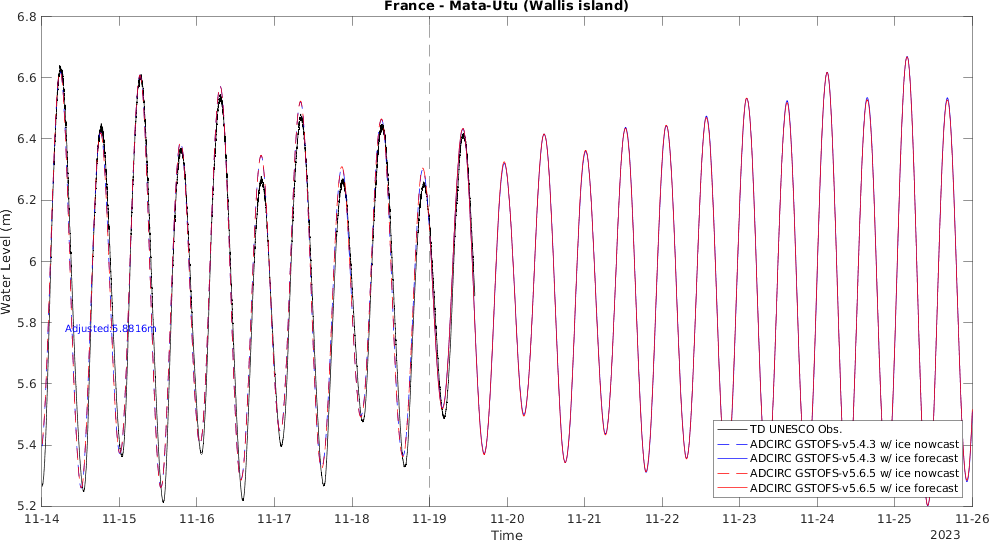 France - Mata-Utu (Wallis island)
6.8
6.6
6.4
6.2
6
5.8
5.6
5.4
5.2
Water Level (m)
Adjusted:5.8816m
TD UNESCO Obs.
ADCIRC GSTOFS-v5.4.3 w/ ice nowcast
ADCIRC GSTOFS-v5.4.3 w/ ice forecast
ADCIRC GSTOFS-v5.6.5 w/ ice nowcast
ADCIRC GSTOFS-v5.6.5 w/ ice forecast
11-14 11-15 11-16 11-17 11-18 11-19 11-20 11-21 11-22 11-23 11-24 11-25 11-26
Time
2023